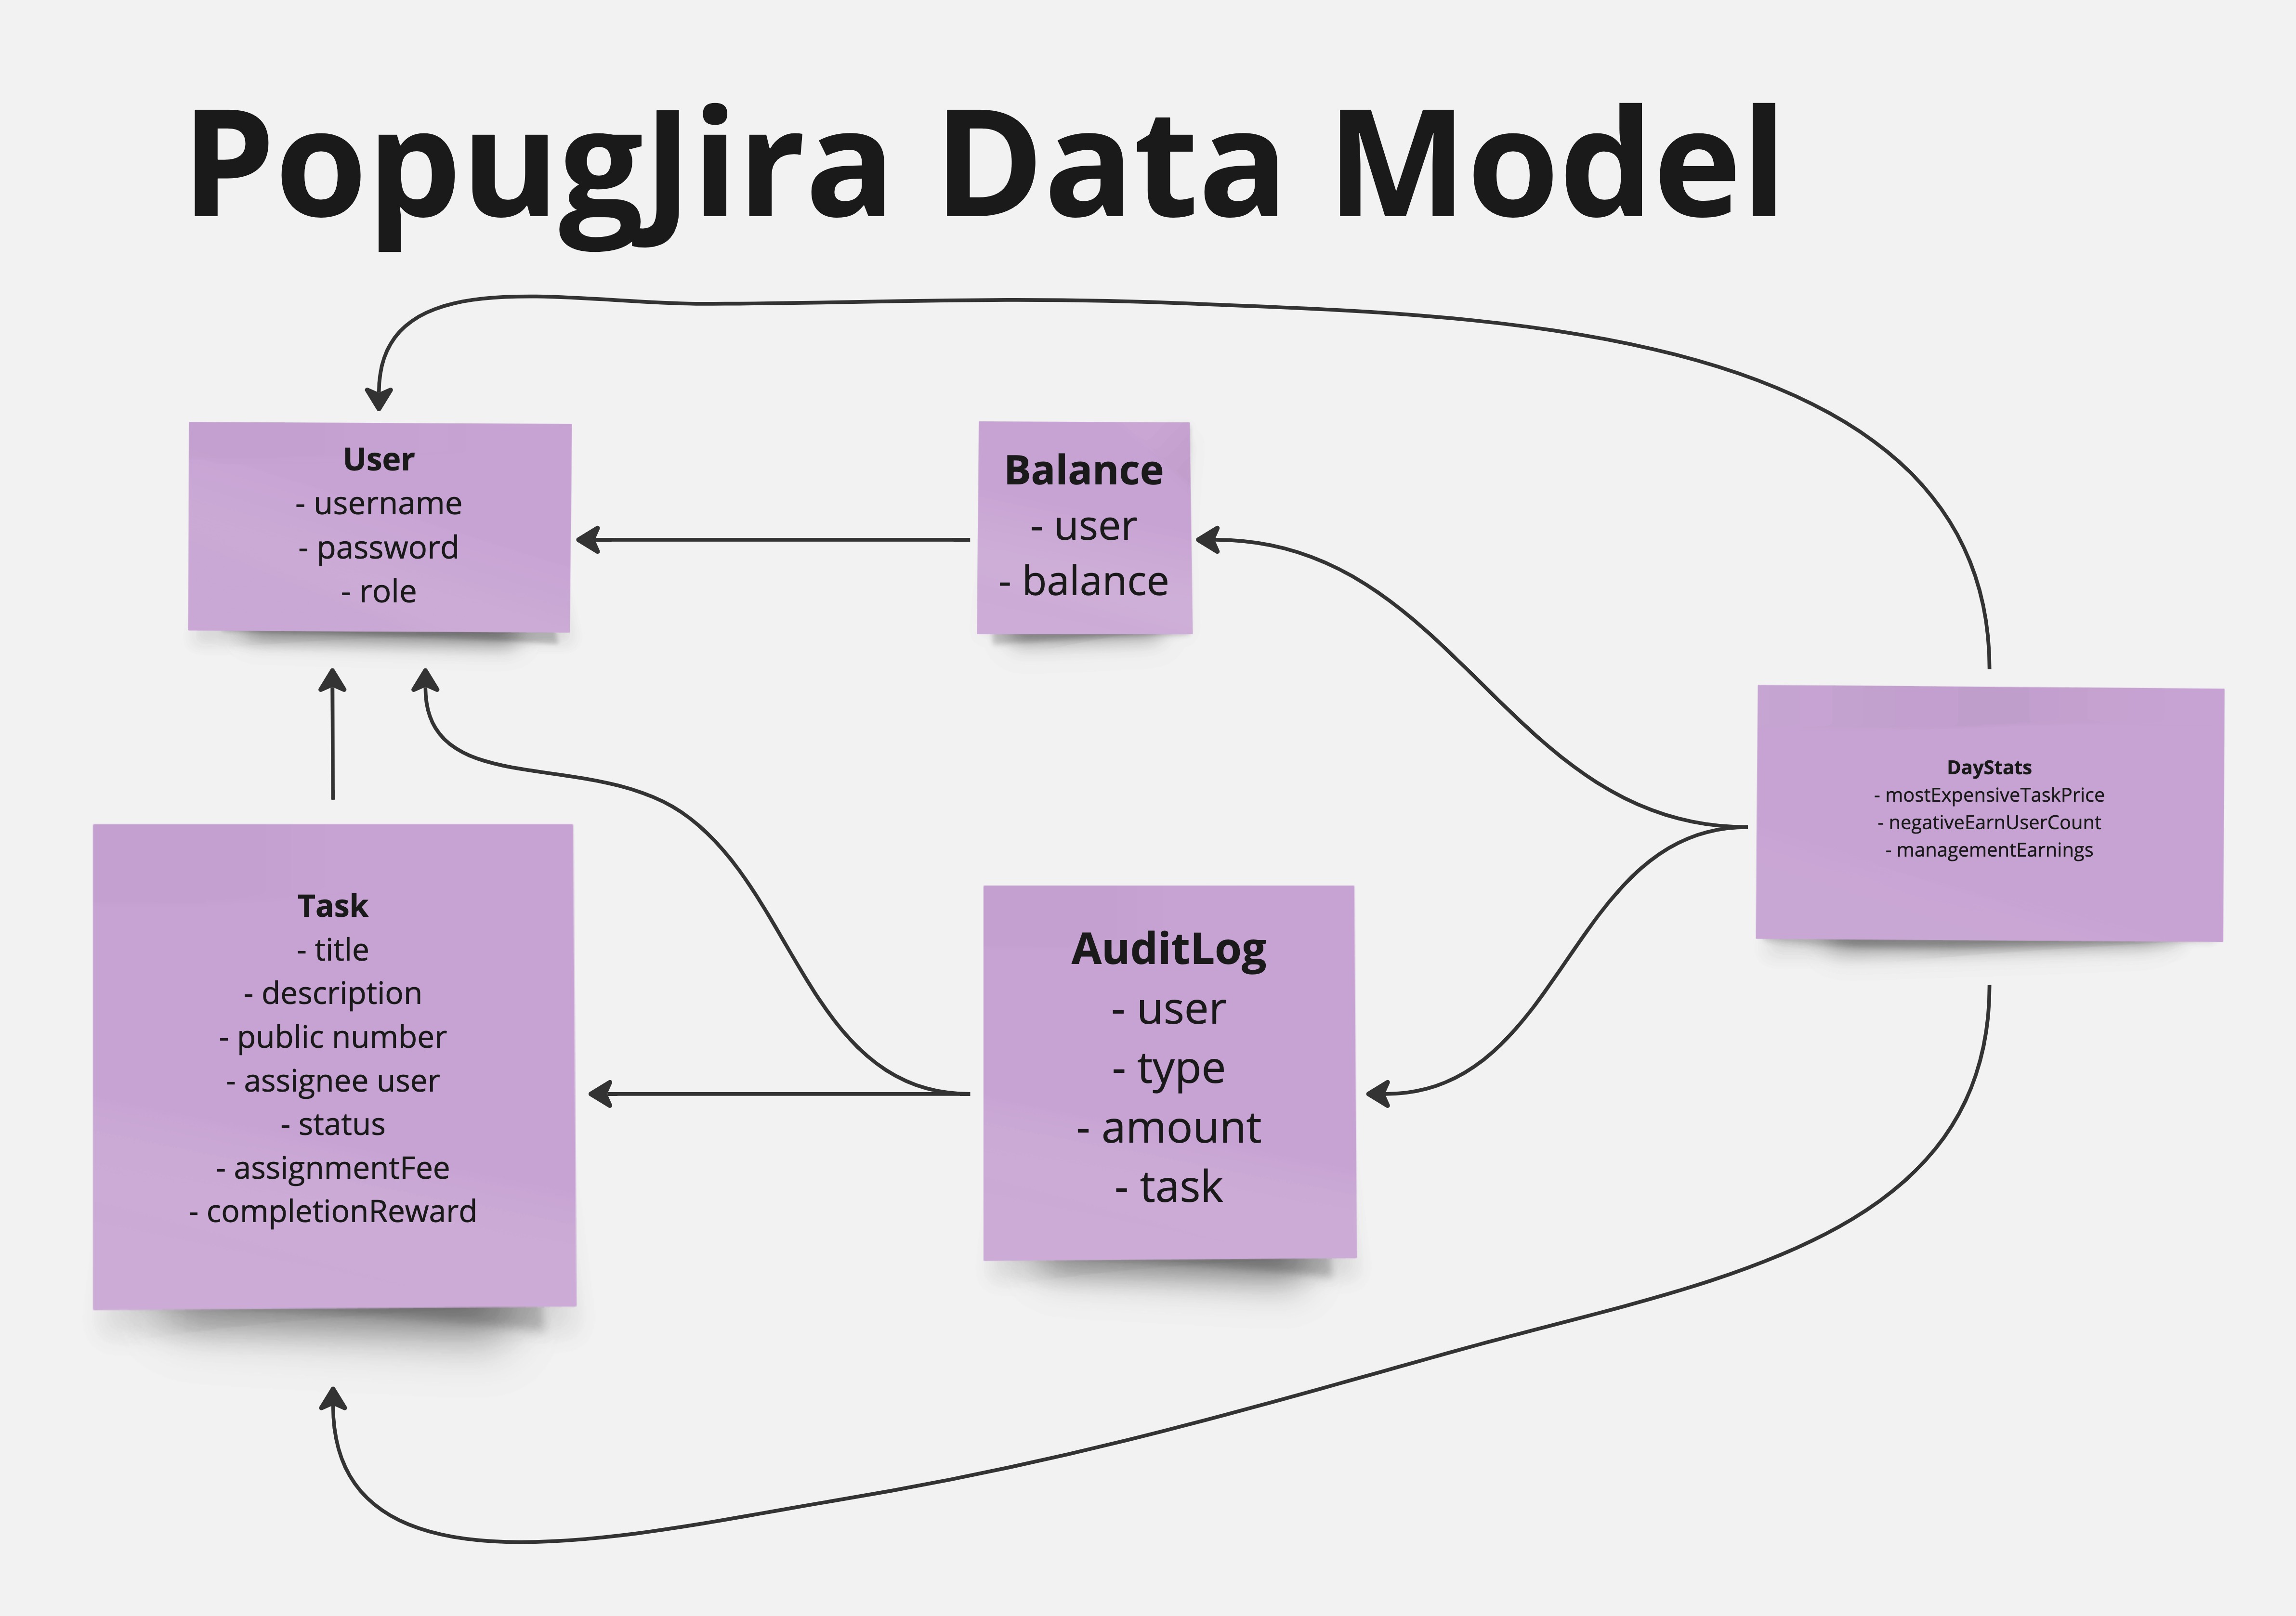 PopugJira Data Model
User
- username
- password
- role
Balance
- user
- balance
DayStats
- mostExpensiveTaskPrice
- negativeEarnUserCount
- managementEarnings
Task
- title
- description
- public number
- assignee user
- status
- assignmentFee
- completionReward
AuditLog
- user
- type
- amount
- task